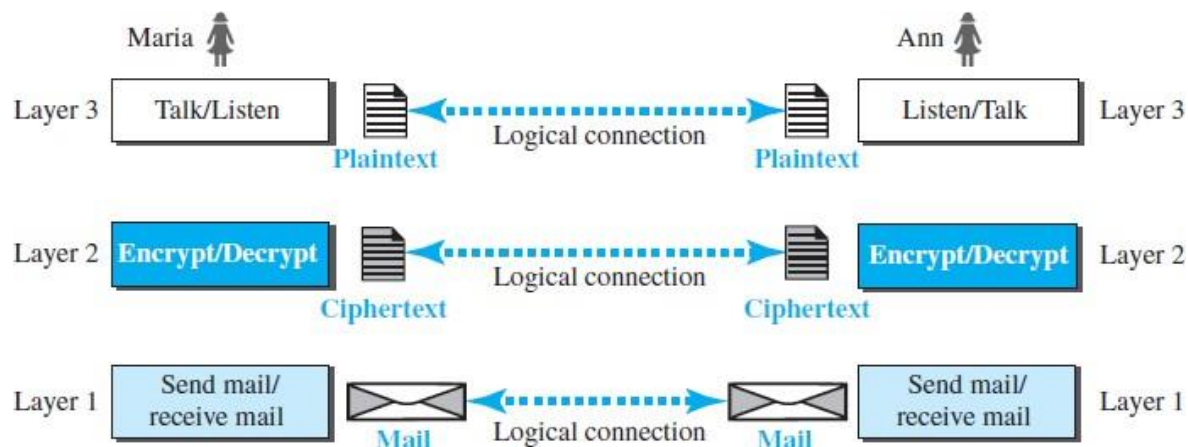 Maria
Ann
Layer 3
Talk/Listen
Logical connection
Listen/Talk
Layer 3
Plaintext
Plaintext
Layer 2
Encrypt/Decrypt
Logical connection
Encrypt/Decrypt
Layer 2
Ciphertext
Ciphertext
Layer 1
Send mail/
receive mail
Logical connection
Send mail/
receive mail
Layer 1
Mail
Mail